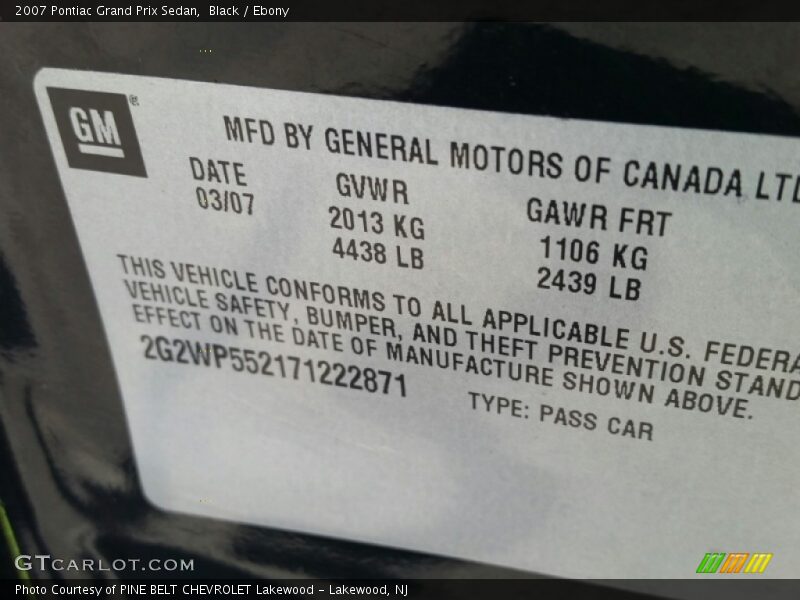 2007 Pontiac Grand Prix Sedan,  Black / Ebony
GM®
MFD BY GENERAL MOTORS OF CANADA LTD
DATE GVWR GAWR FRT
03/07 2013 KG 1106 KG
4438 LB 2439 LB
THIS VEHICLE CONFORMS TO ALL APPLICABLE U.S. FEDERA
VEHICLE SAFETY, BUMPER, AND THEFT PREVENTION STAND
EFFECT ON THE DATE OF MANUFACTURE SHOWN ABOVE.
2G2WP552171222871 TYPE: PASS CAR
GTCARLOT.COM
Photo Courtesy of PINE BELT CHEVROLET Lakewood - Lakewood, NJ